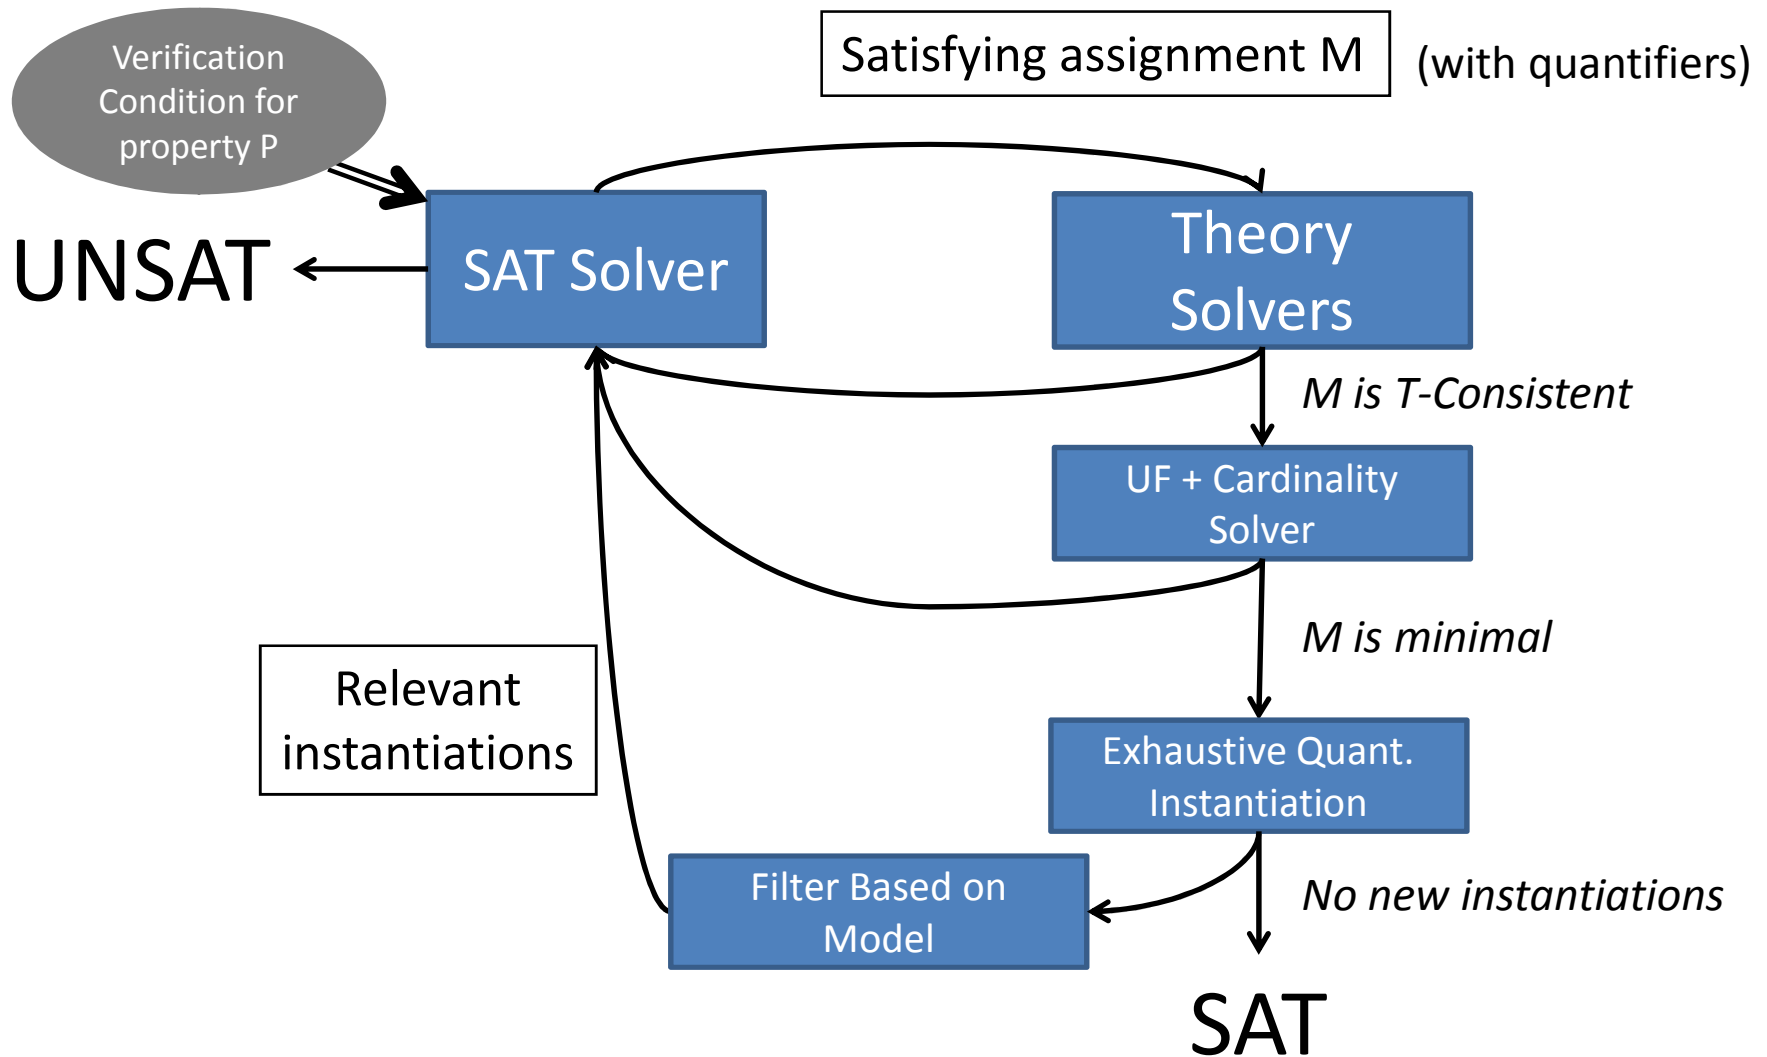 Verification
Condition for
property P
Satisfying assignment M
(with quantifiers)
UNSAT
SAT Solver
Theory
Solvers
M is T-Consistent
UF + Cardinality
Solver
M is minimal
Relevant
instantiations
Exhaustive Quant.
Instantiation
Filter Based on
Model
No new instantiations
SAT